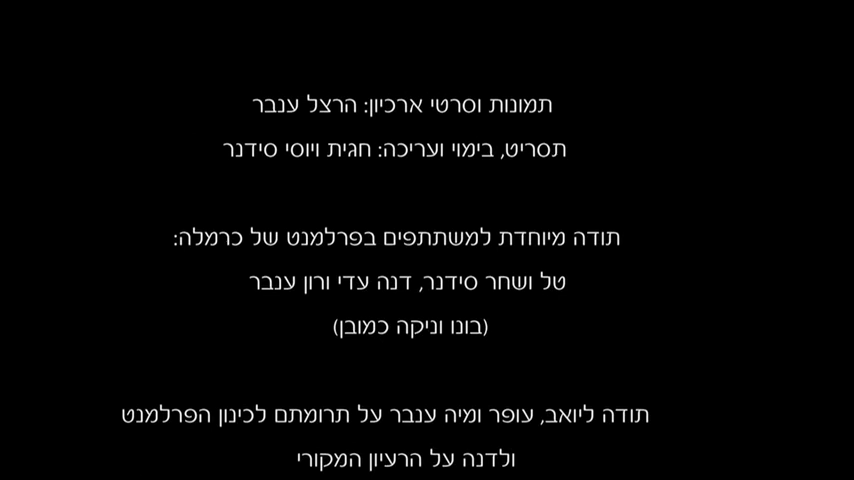 תמונות וסרטי ארכיון: הרצל ענבר
תסריט, בימוי ועריכה: חגית ויוסי סידנר
תודה מיוחדת למשתתפים בפרלמנט של כרמלה:
טל ושחר סידנר, דנה עדי ורון ענבר
(בונו וניקה כמובן)
תודה ליואב, עופר ומיה ענבר על תרומתם לכינון הפרלמנט
ולדנה על הרעיון המקורי